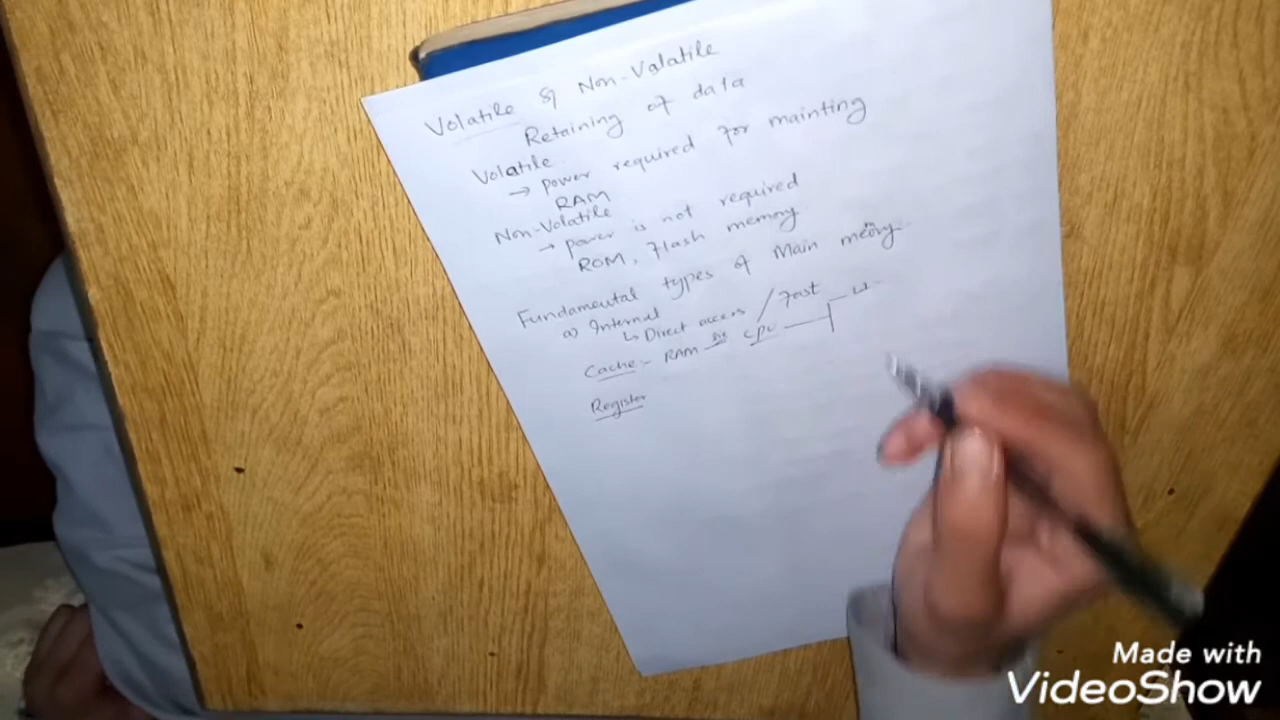 Volatile & Non-Volatile
Retaining of data
Volatile
→ power required for mainting
RAM
Non-Volatile
→ power is not required
ROM, Flash memory
Fundamental types of Main meory
a) Internal
↳ Direct access / Fast
Cache:- RAM CPU
Register
Made with
VideoShow